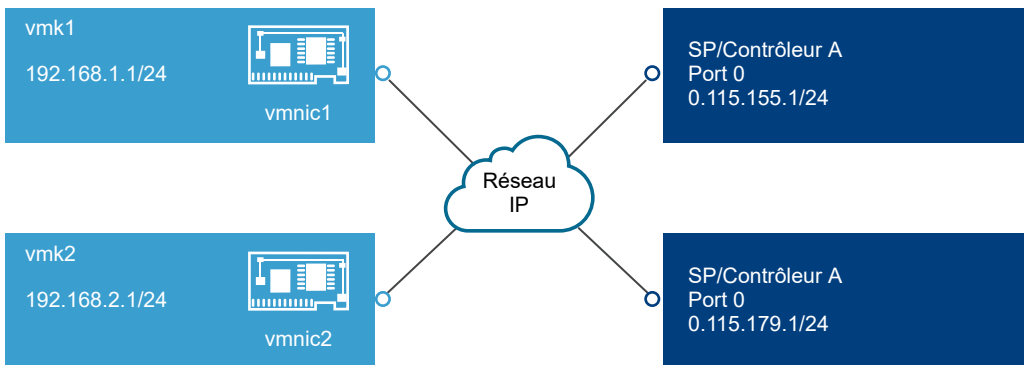 vmk1
192.168.1.1/24
vmnic1
SP/Contrôleur A
Port 0
0.115.155.1/24
Réseau
IP
vmk2
192.168.2.1/24
vmnic2
SP/Contrôleur A
Port 0
0.115.179.1/24